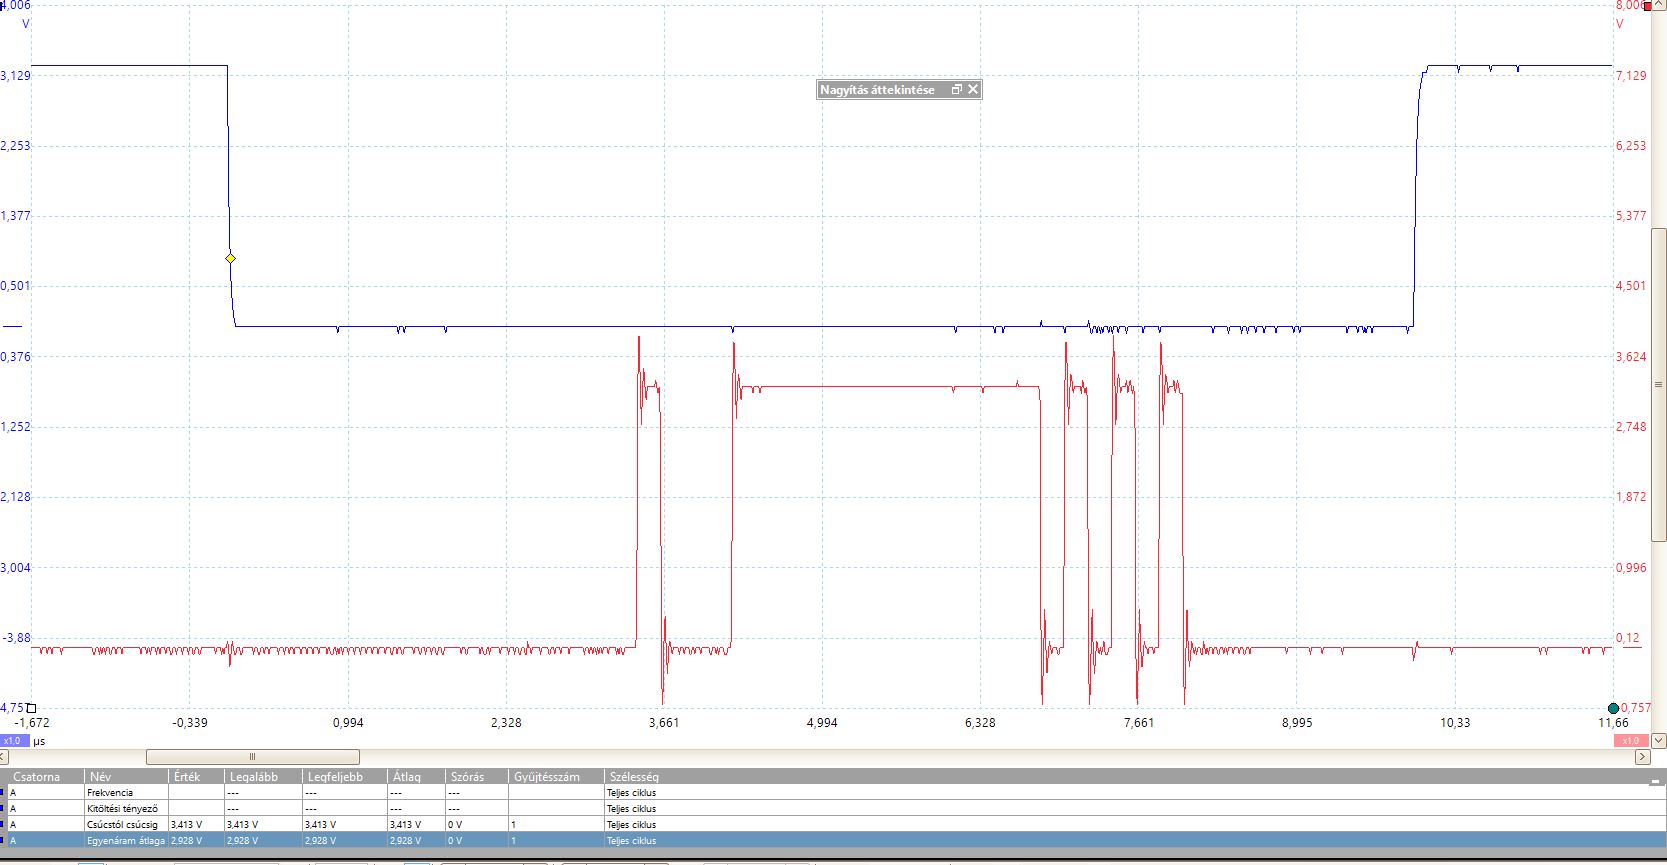 4,006 8,006
V V
3,129 7,129
Nagyítás áttekintése
2,253 6,253
1,377 5,377
0,501 4,501
0,376 3,624
1,252 2,748
2,128 1,872
3,004 0,996
-3,88 0,12
4,757 0,757
-1,672 -0,339 0,994 2,328 3,661 4,994 6,328 7,661 8,995 10,33 11,66
x1,0 µs x1,0
Csatorna Név Érték Legalább Legfeljebb Átlag Szórás Gyűjtésszám Szélesség
A Frekvencia --- --- --- --- Teljes ciklus
A Kitöltési tényező --- --- --- --- Teljes ciklus
A Csúcstól csúcsig 3,413 V 3,413 V 3,413 V 3,413 V 0 V 1 Teljes ciklus
A Egyenáram átlaga 2,928 V 2,928 V 2,928 V 2,928 V 0 V 1 Teljes ciklus